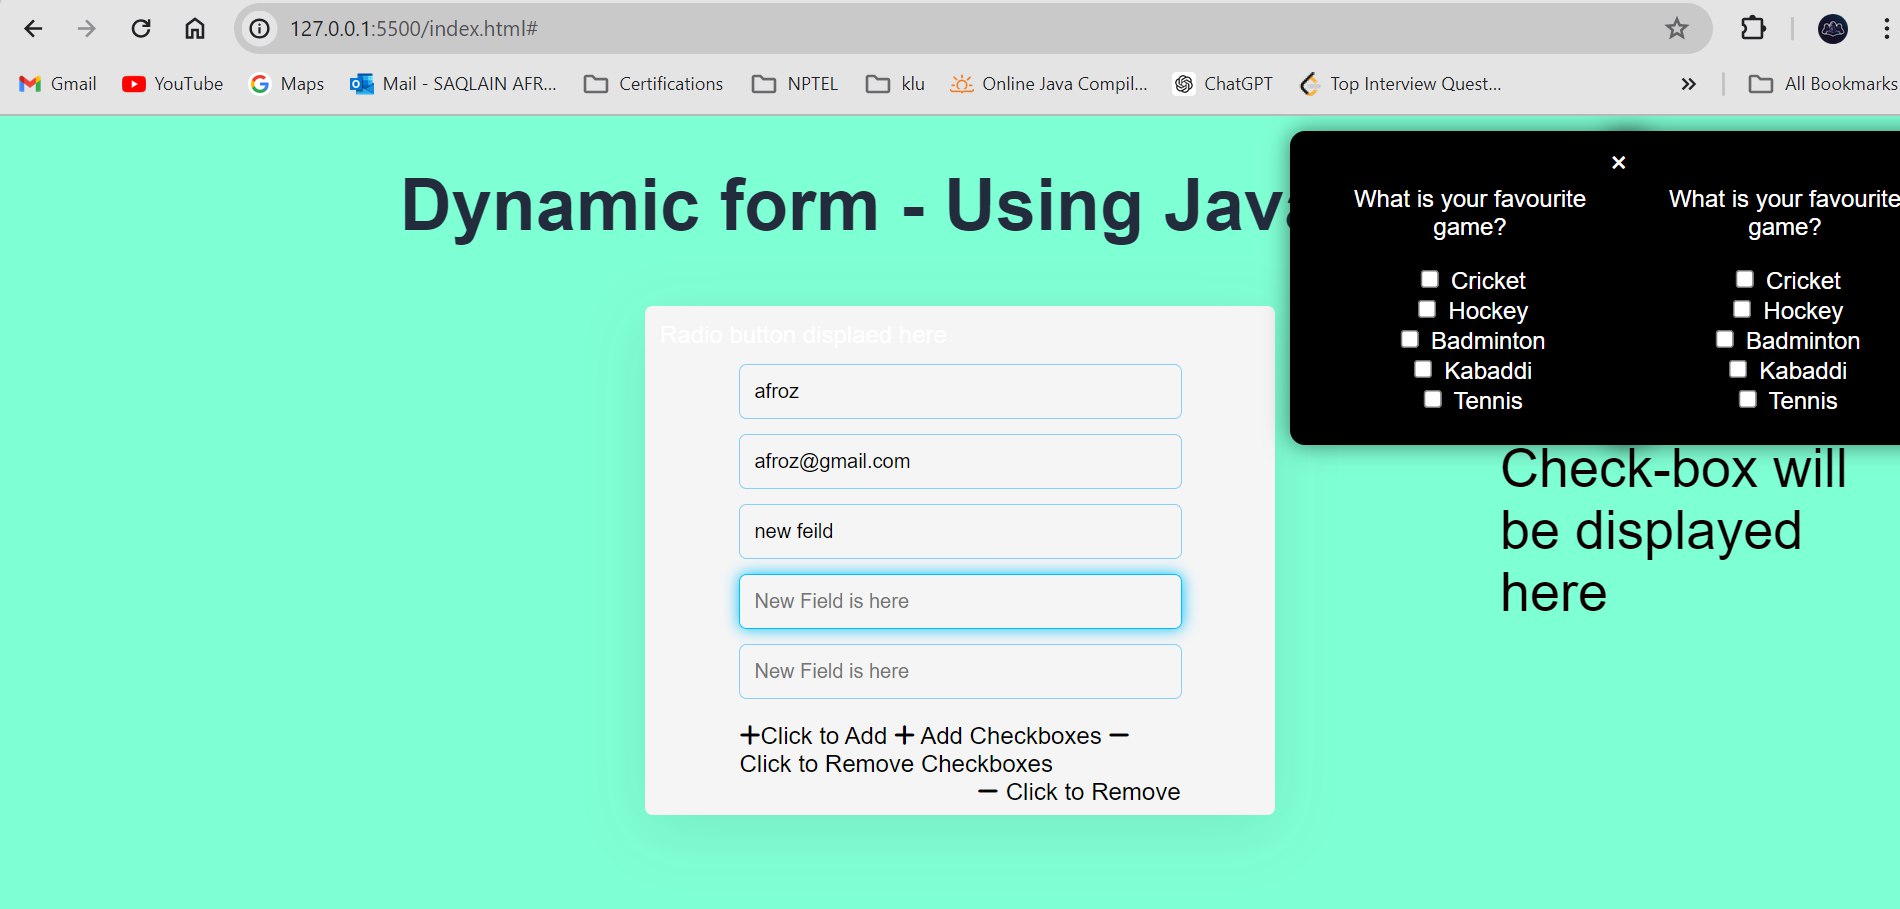 127.0.0.1:5500/index.html#
Gmail YouTube Maps Mail - SAQLAIN AFR... Certifications NPTEL klu Online Java Compil... ChatGPT Top Interview Quest... » All Bookmarks
Dynamic form - Using Java
×
What is your favourite game?
Cricket
Hockey
Badminton
Kabaddi
Tennis
What is your favourite game?
Cricket
Hockey
Badminton
Kabaddi
Tennis
Check-box will
be displayed
here
Radio button displaed here
afroz
afroz@gmail.com
new feild
New Field is here
New Field is here
+Click to Add + Add Checkboxes −
Click to Remove Checkboxes
− Click to Remove